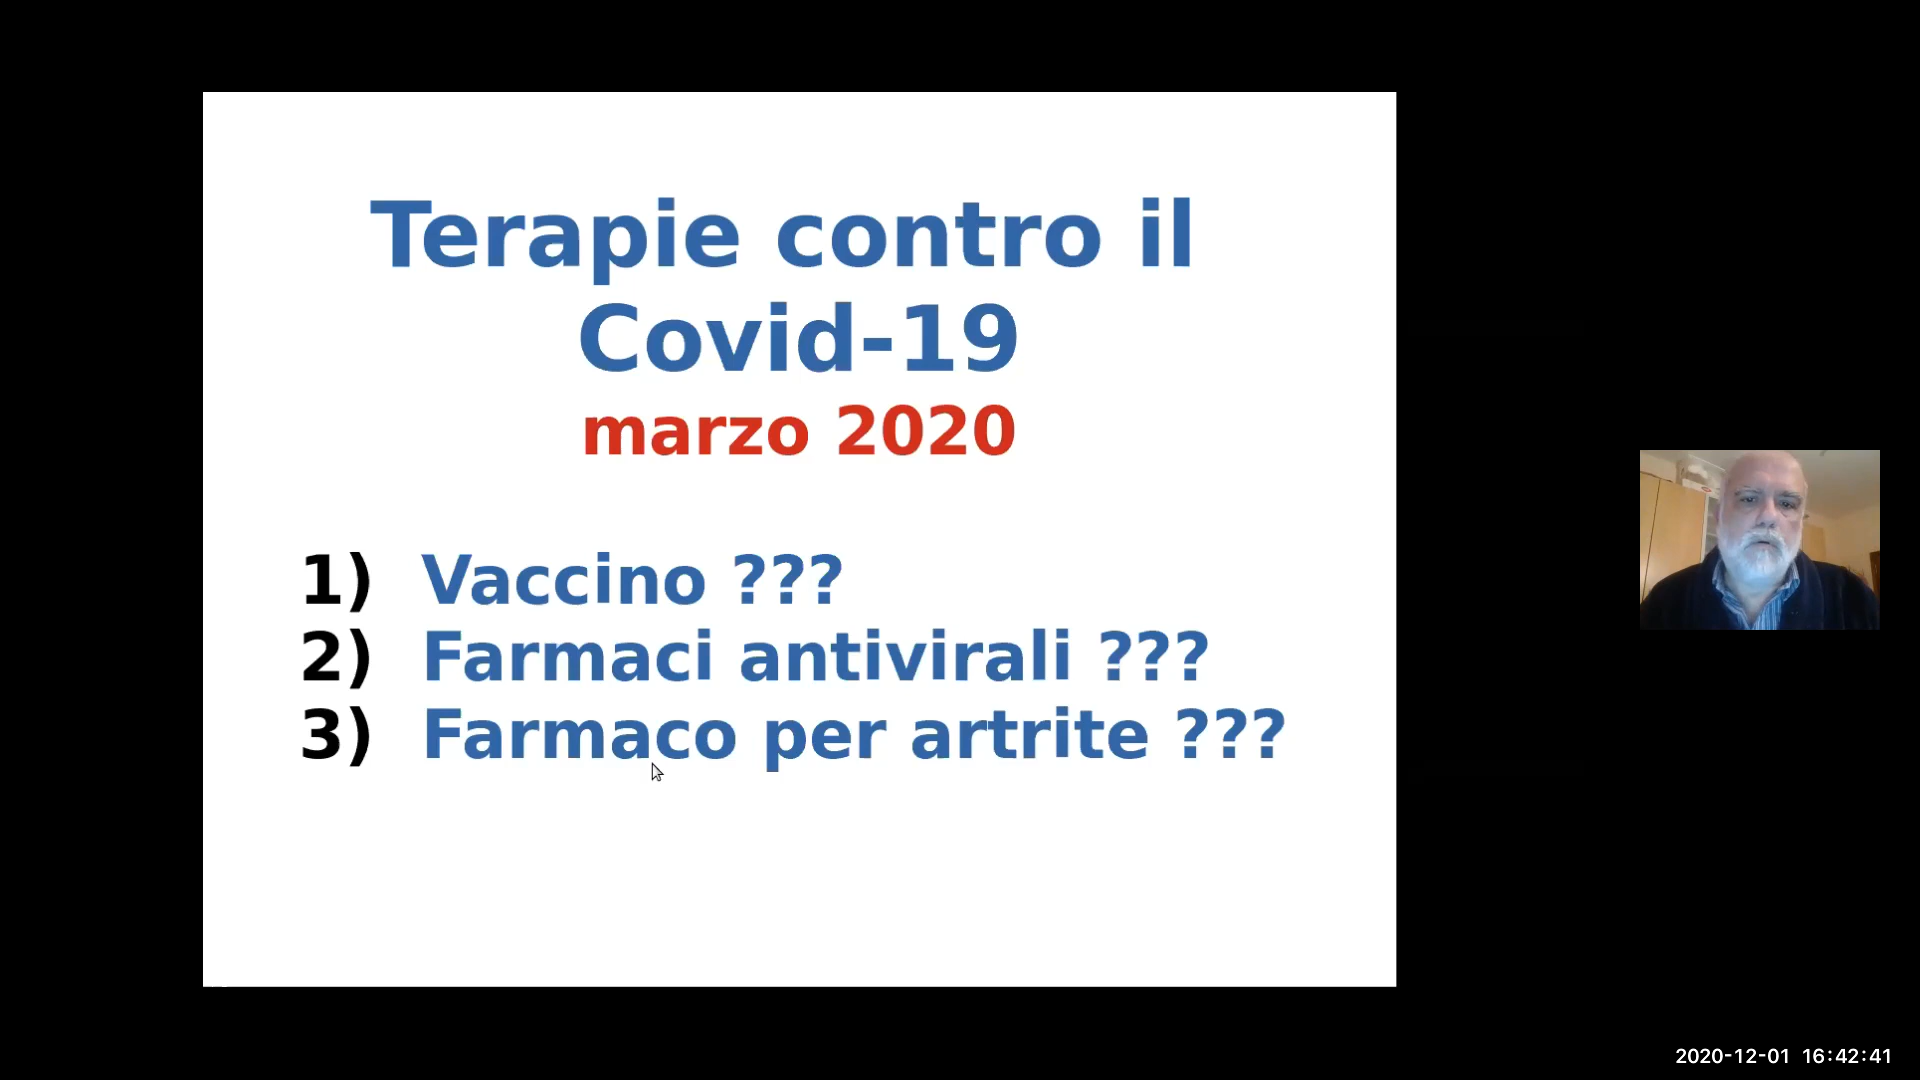 Terapie contro il
Covid-19
marzo 2020
1) Vaccino ???
2) Farmaci antivirali ???
3) Farmaco per artrite ???
2020-12-01 16:42:41